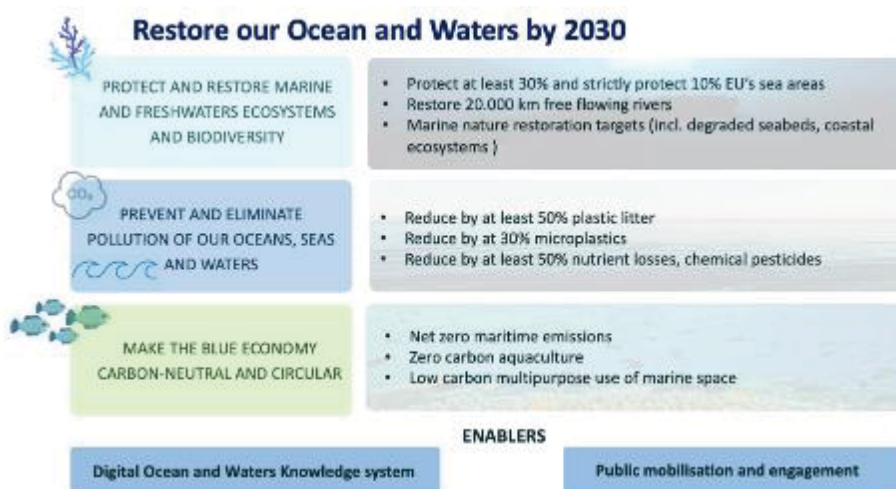 Restore our Ocean and Waters by 2030
PROTECT AND RESTORE MARINE
AND FRESHWATERS ECOSYSTEMS
AND BIODIVERSITY
• Protect at least 30% and strictly protect 10% EU's sea areas
• Restore 20.000 km free flowing rivers
• Marine nature restoration targets (incl. degraded seabeds, coastal
ecosystems )
CO₂
PREVENT AND ELIMINATE
POLLUTION OF OUR OCEANS, SEAS
AND WATERS
• Reduce by at least 50% plastic litter
• Reduce by at 30% microplastics
• Reduce by at least 50% nutrient losses, chemical pesticides
MAKE THE BLUE ECONOMY
CARBON-NEUTRAL AND CIRCULAR
• Net zero maritime emissions
• Zero carbon aquaculture
• Low carbon multipurpose use of marine space
ENABLERS
Digital Ocean and Waters Knowledge system
Public mobilisation and engagement